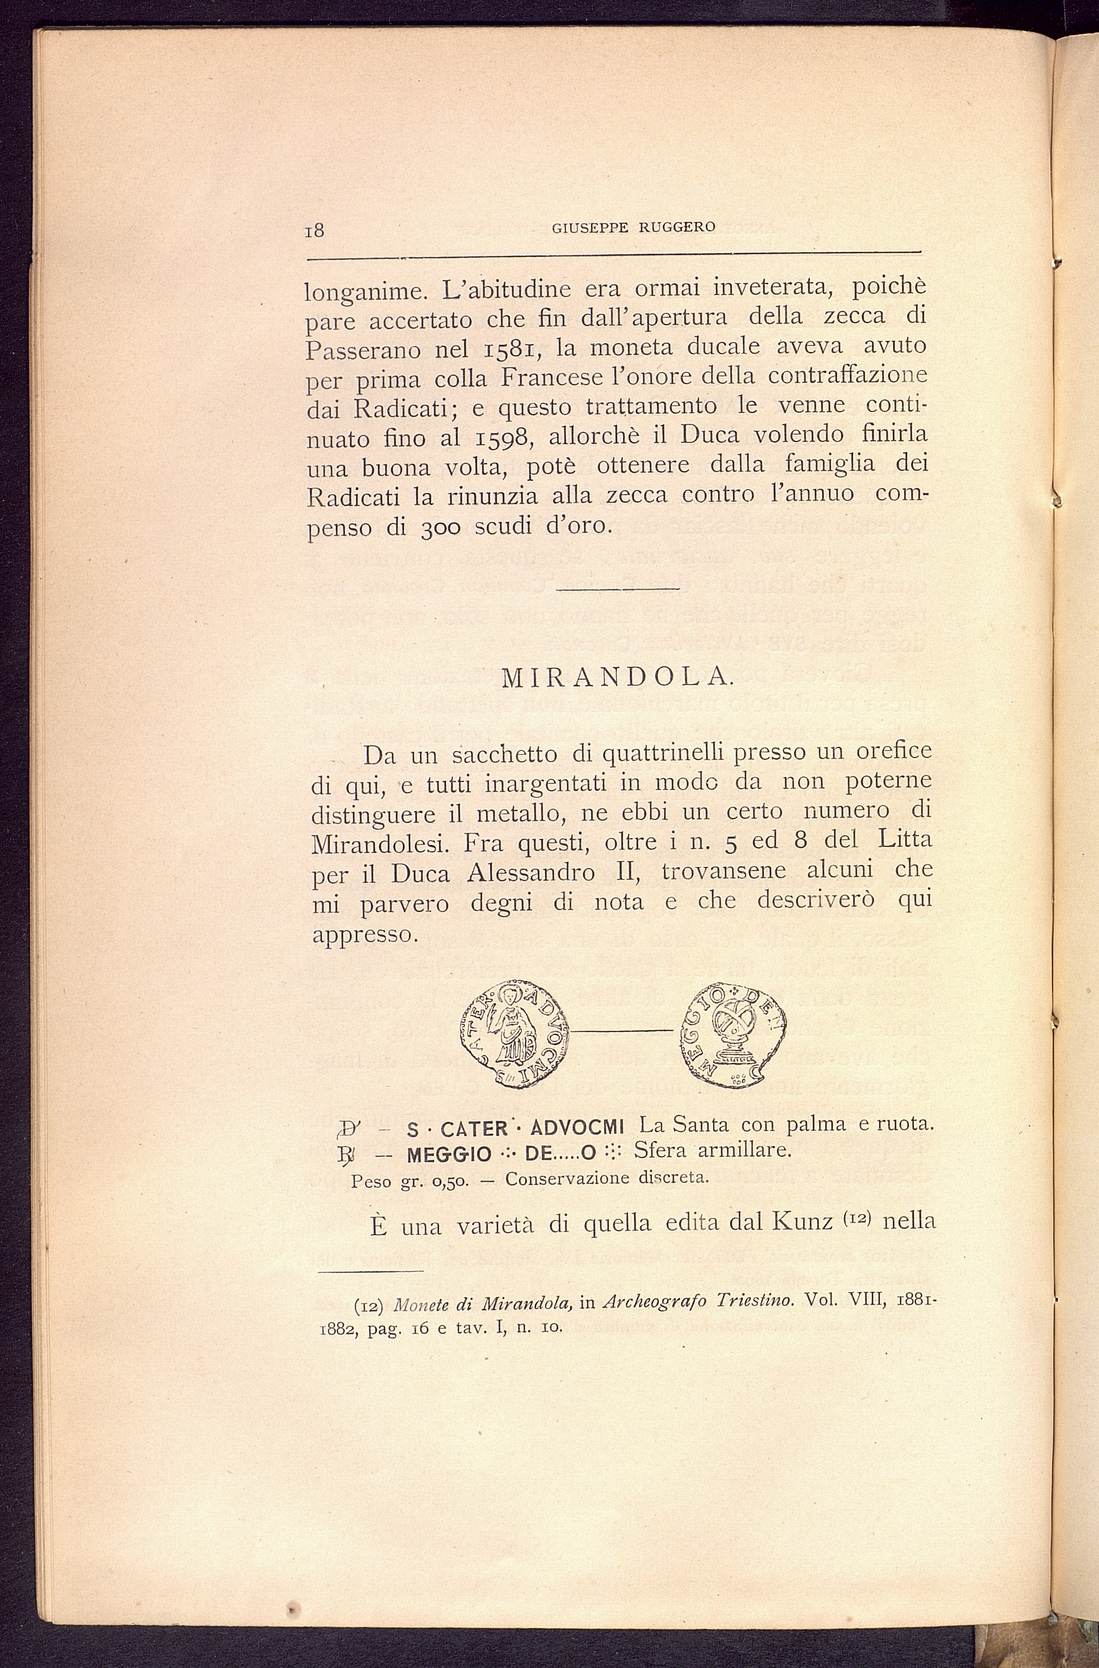 18 GIUSEPPE RUGGERO
longanime. L'abitudine era ormai inveterata, poichè
pare accertato che fin dall'apertura della zecca di
Passerano nel 1581, la moneta ducale aveva avuto
per prima colla Francese l'onore della contraffazione
dai Radicati; e questo trattamento le venne conti-
nuato fino al 1598, allorchè il Duca volendo finirla
una buona volta, potè ottenere dalla famiglia dei
Radicati la rinunzia alla zecca contro l'annuo com-
penso di 300 scudi d'oro.
MIRANDOLA.
Da un sacchetto di quattrinelli presso un orefice
di qui, e tutti inargentati in modo da non poterne
distinguere il metallo, ne ebbi un certo numero di
Mirandolesi. Fra questi, oltre i n. 5 ed 8 del Litta
per il Duca Alessandro II, trovansene alcuni che
mi parvero degni di nota e che descriverò qui
appresso.
S CATER · ADVOCMI
MEGGIO DEN O
D' – S · CATER · ADVOCMI La Santa con palma e ruota.
R) — MEGGIO ·:· DE.....O Sfera armillare.
Peso gr. 0,50. — Conservazione discreta.
È una varietà di quella edita dal Kunz (12) nella
(12) Monete di Mirandola, in Archeografo Triestino. Vol. VIII, 1881-
1882, pag. 16 e tav. I, n. 10.